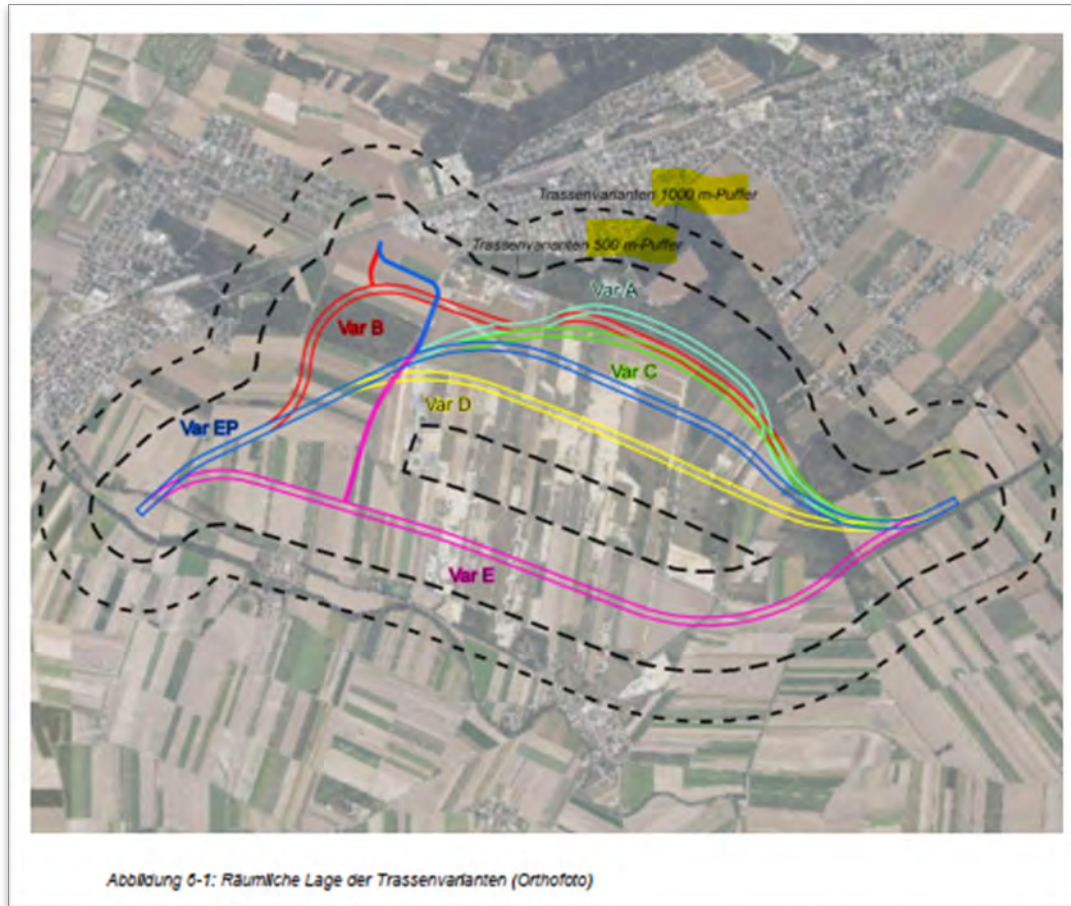 Trassenvarianten 1000 m-Puffer
Trassenvarianten 500 m-Puffer
Var A
Var B
Var C
Var D
Var EP
Var E
Abbildung 6-1: Räumliche Lage der Trassenvarianten (Orthofoto)